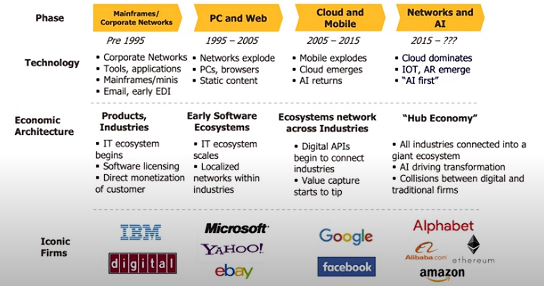 Phase
Mainframes/
Corporate Networks
PC and Web
Cloud and
Mobile
Networks and
AI
Pre 1995
1995 – 2005
2005 – 2015
2015 – ???
Technology
• Corporate Networks
• Tools, applications
• Mainframes/minis
• Email, early EDI
• Networks explode
• PCs, browsers
• Static content
• Mobile explodes
• Cloud emerges
• AI returns
• Cloud dominates
• IOT, AR emerge
• "AI first"
Economic
Architecture
Products,
Industries
• IT ecosystem
begins
• Software licensing
• Direct monetization
of customer
Early Software
Ecosystems
• IT ecosystem
scales
• Localized
networks within
industries
Ecosystems network
across Industries
• Digital APIs
begin to connect
industries
• Value capture
starts to tip
"Hub Economy"
• All industries connected into a
giant ecosystem
• AI driving transformation
• Collisions between digital and
traditional firms
Iconic
Firms
IBM
digital
Microsoft
YAHOO!
ebay
Google
facebook
Alphabet
Alibaba.com
ethereum
amazon